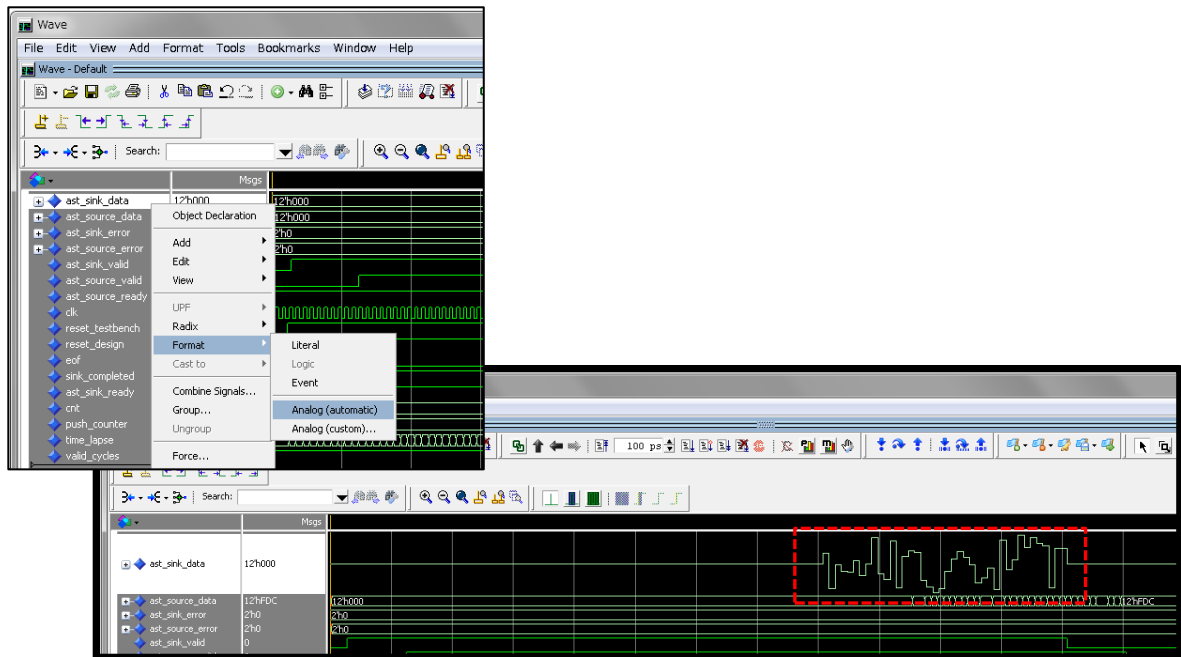 Wave
File Edit View Add Format Tools Bookmarks Window Help
Wave - Default
Search:
Msgs
ast_sink_data 12'h000 12'h000
ast_source_data 12'h000
ast_sink_error 2'h0
ast_source_error 2'h0
ast_sink_valid
ast_source_valid
ast_source_ready
clk
reset_testbench
reset_design
eof
sink_completed
ast_sink_ready
cnt
push_counter
time_lapse
valid_cycles
Object Declaration
Add
Edit
View
UPF
Radix
Format
Cast to
Combine Signals...
Group...
Ungroup
Force...
Literal
Logic
Event
Analog (automatic)
Analog (custom)...
100 ps
Search:
Msgs
ast_sink_data 12'h000
ast_source_data 12'hFDC 12'h000 12'hFDC
ast_sink_error 2'h0 2'h0
ast_source_error 2'h0 2'h0
ast_sink_valid 0